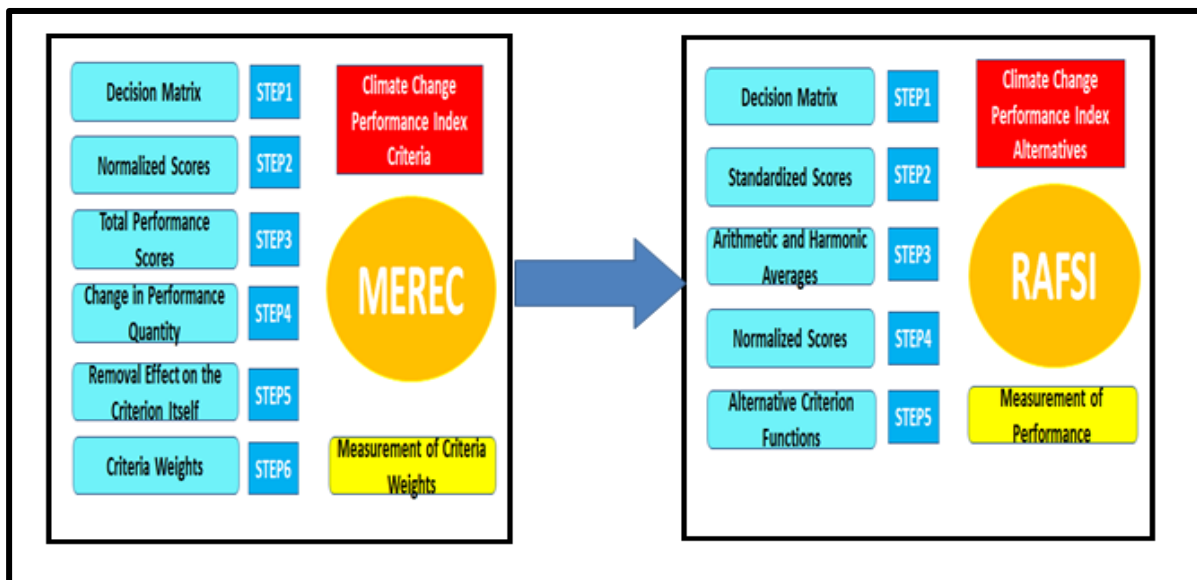 Decision Matrix
STEP1
Normalized Scores
STEP2
Total Performance
Scores
STEP3
Change in Performance
Quantity
STEP4
Removal Effect on the
Criterion Itself
STEP5
Criteria Weights
STEP6
Climate Change
Performance Index
Criteria
MEREC
Measurement of Criteria
Weights
Decision Matrix
STEP1
Standardized Scores
STEP2
Arithmetic and Harmonic
Averages
STEP3
Normalized Scores
STEP4
Alternative Criterion
Functions
STEP5
Climate Change
Performance Index
Alternatives
RAFSI
Measurement of
Performance